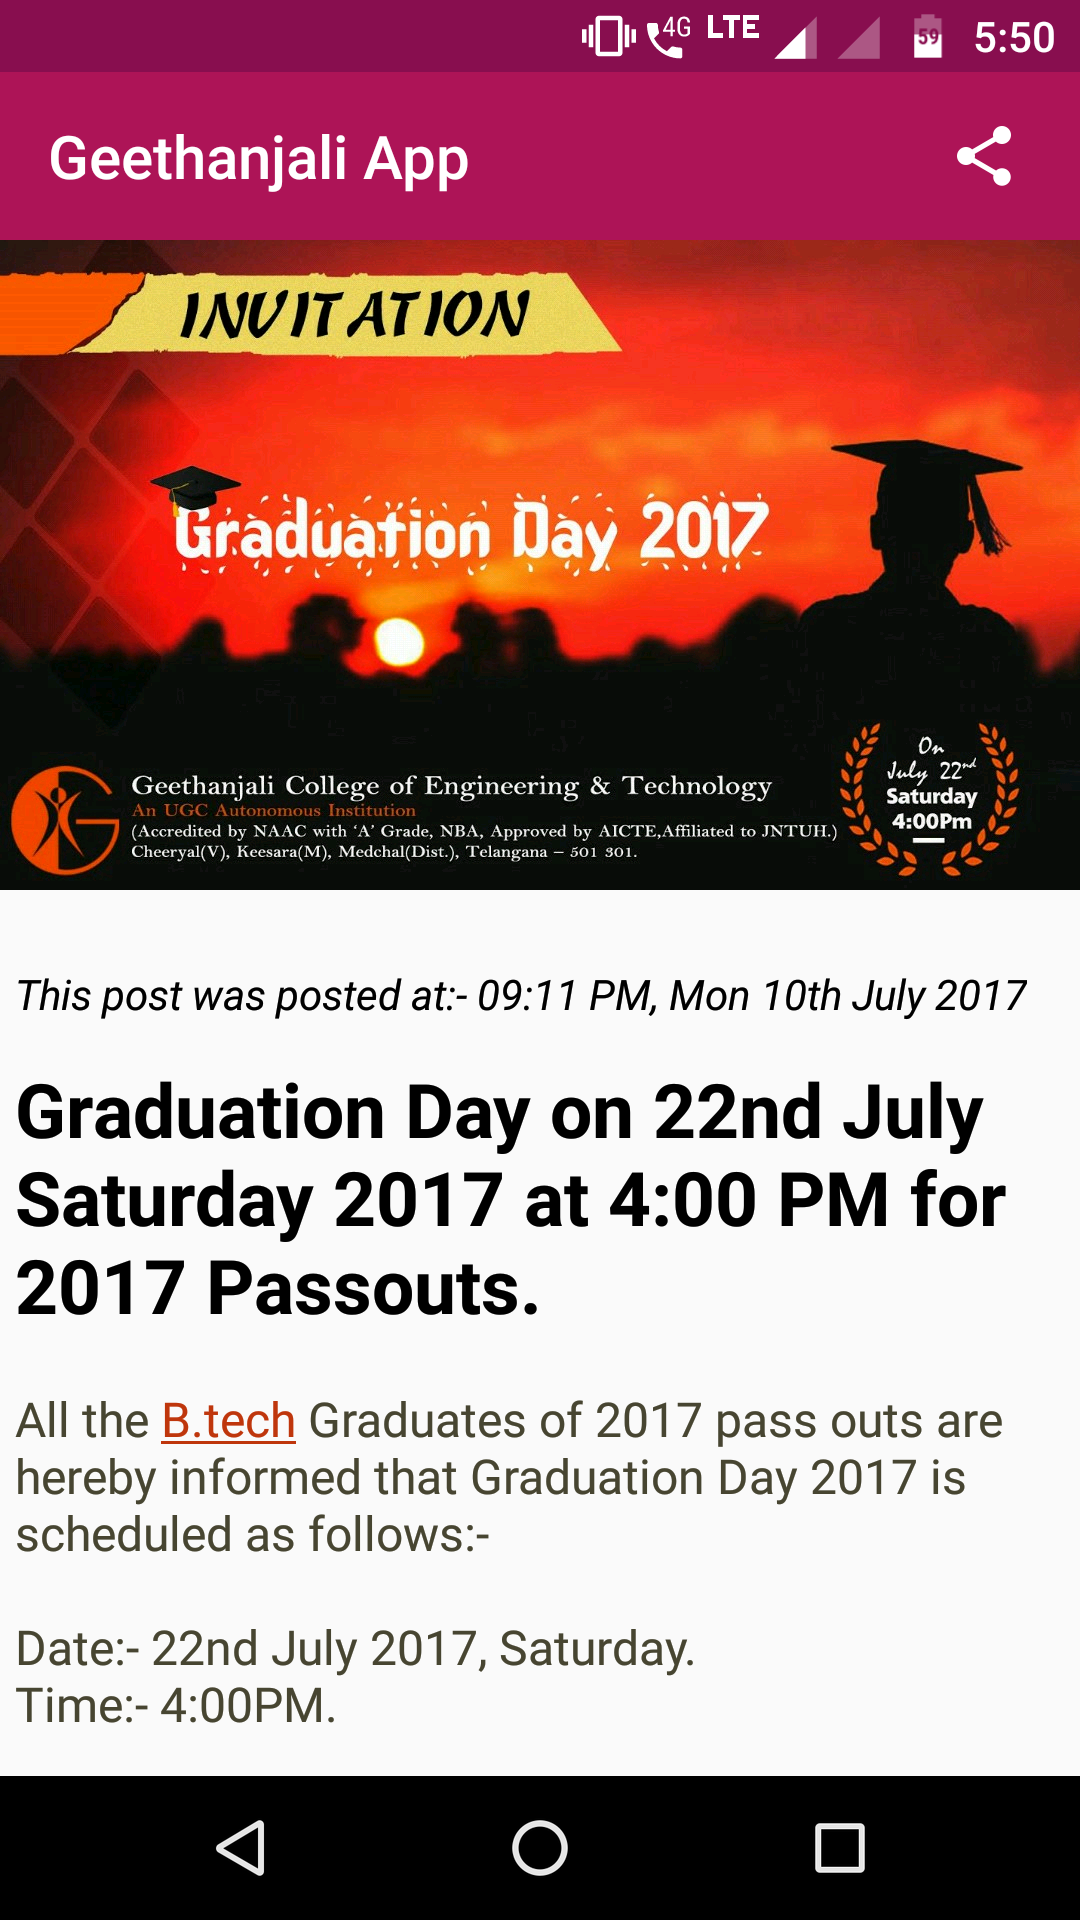 4G LTE 59 5:50
Geethanjali App
INVITATION
Graduation Day 2017
On
July 22nd
Saturday
4:00Pm
Geethanjali College of Engineering & Technology
An UGC Autonomous Institution
(Accredited by NAAC with ‘A’ Grade, NBA, Approved by AICTE,Affiliated to JNTUH.)
Cheeryal(V), Keesara(M), Medchal(Dist.), Telangana – 501 301.
This post was posted at:- 09:11 PM, Mon 10th July 2017
Graduation Day on 22nd July
Saturday 2017 at 4:00 PM for
2017 Passouts.
All the B.tech Graduates of 2017 pass outs are
hereby informed that Graduation Day 2017 is
scheduled as follows:-
Date:- 22nd July 2017, Saturday.
Time:- 4:00PM.